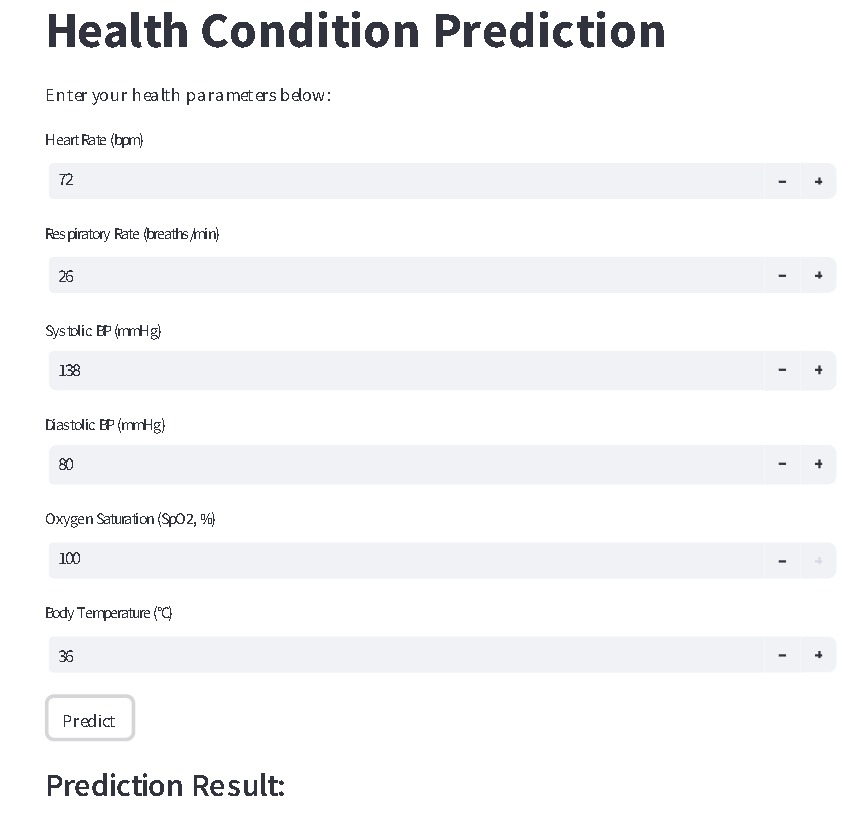 Health Condition Prediction
Enter your health parameters below:
Heart Rate (bpm)
72 - +
Respiratory Rate (breaths/min)
26 - +
Systolic BP (mmHg)
138 - +
Diastolic BP (mmHg)
80 - +
Oxygen Saturation (SpO2, %)
100 - +
Body Temperature (°C)
36 - +
Predict
Prediction Result: